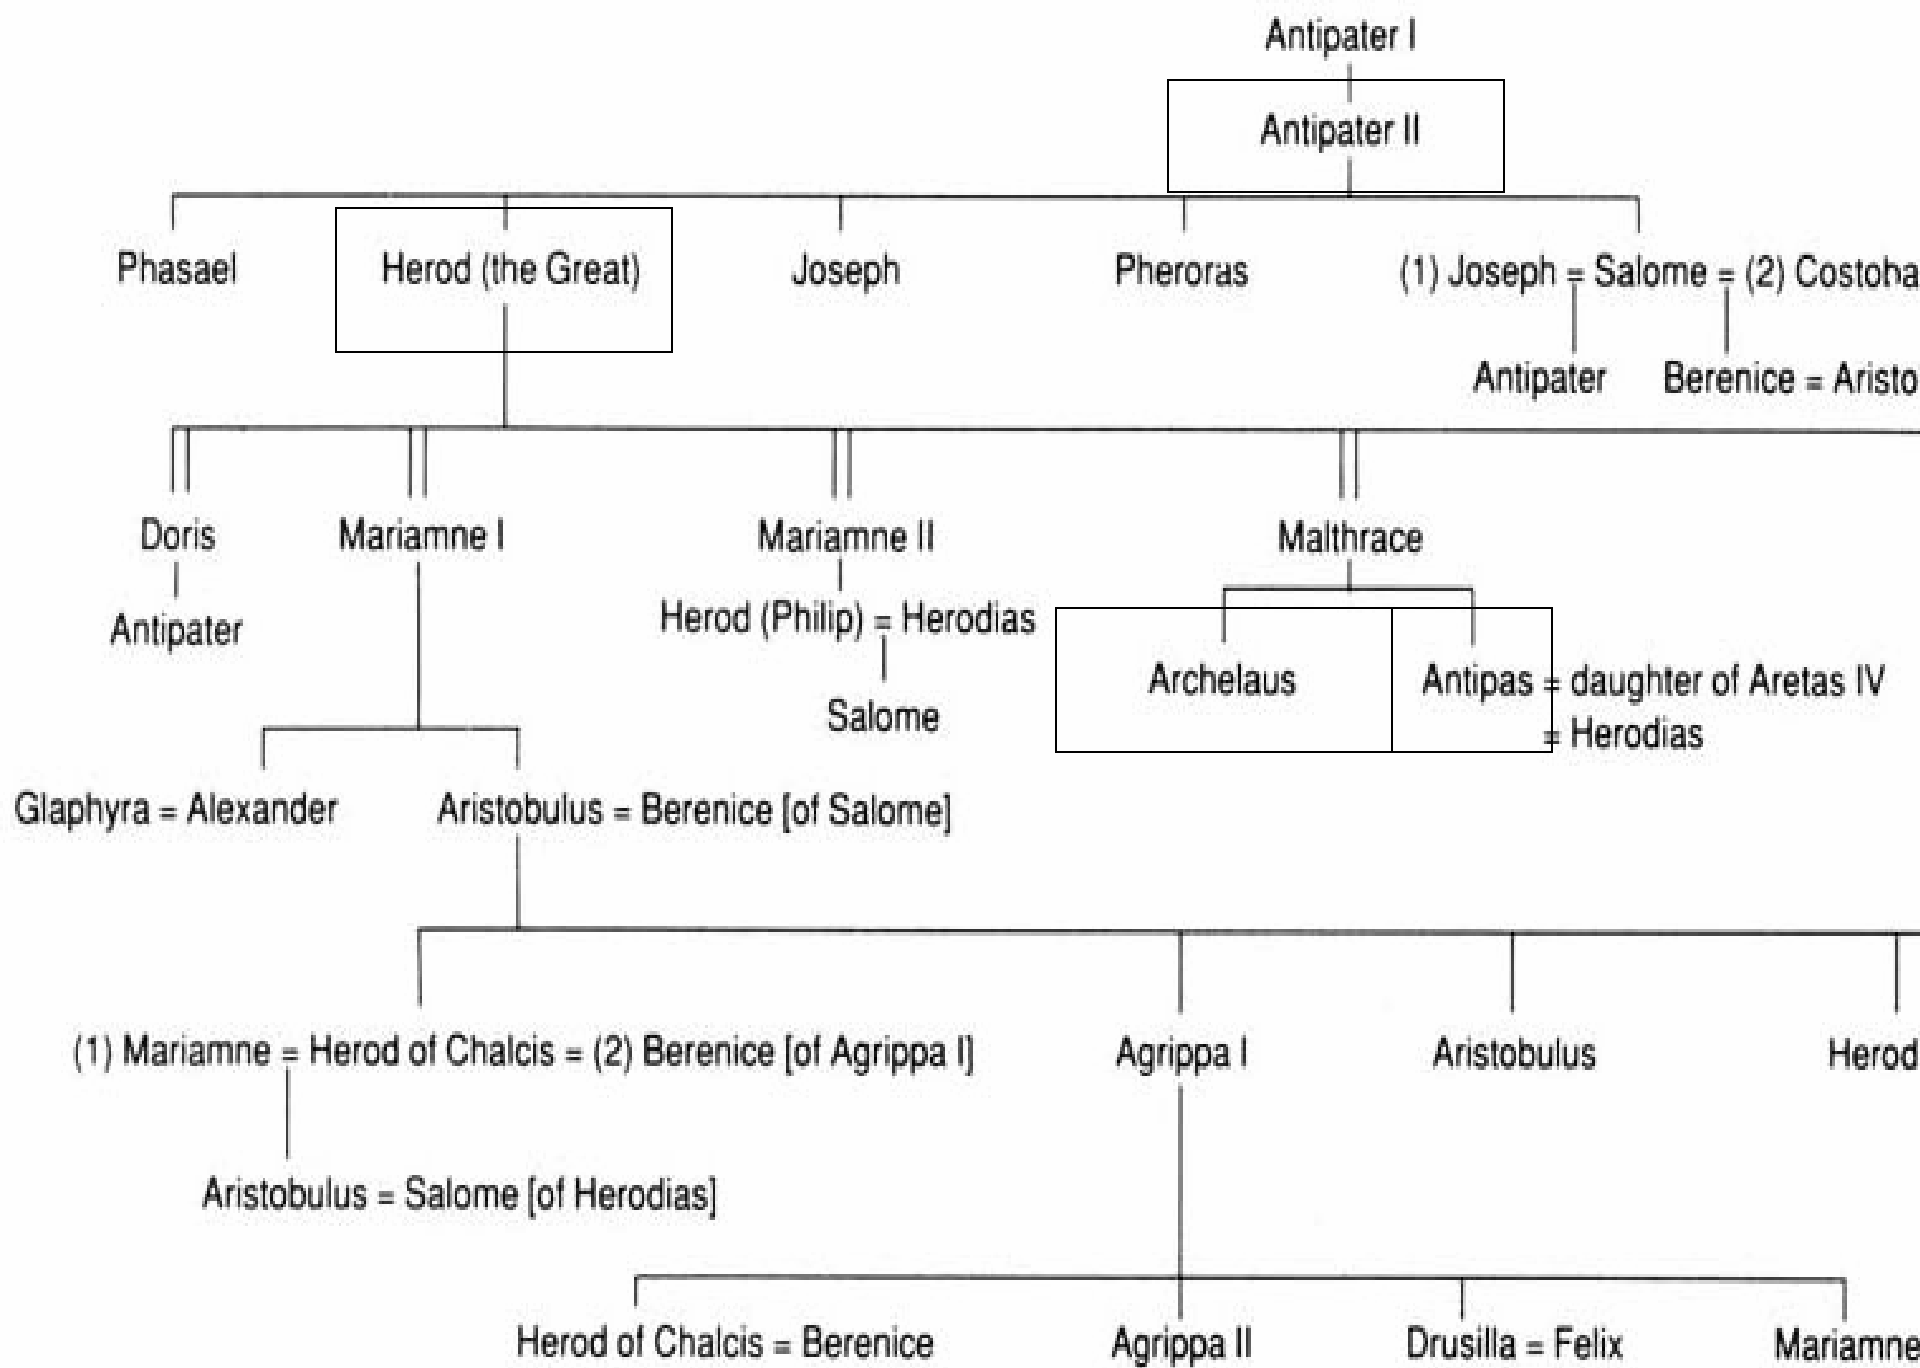 Antipater I
Antipater II
Phasael Herod (the Great) Joseph Pheroras (1) Joseph = Salome = (2) Costoba
Antipater Berenice = Aristo
Doris Mariamne I Mariamne II Malthrace
Antipater Herod (Philip) = Herodias
Archelaus Antipas = daughter of Aretas IV
Salome = Herodias
Glaphyra = Alexander Aristobulus = Berenice [of Salome]
(1) Mariamne = Herod of Chalcis = (2) Berenice [of Agrippa I] Agrippa I Aristobulus Herod
Aristobulus = Salome [of Herodias]
Herod of Chalcis = Berenice Agrippa II Drusilla = Felix Mariamne